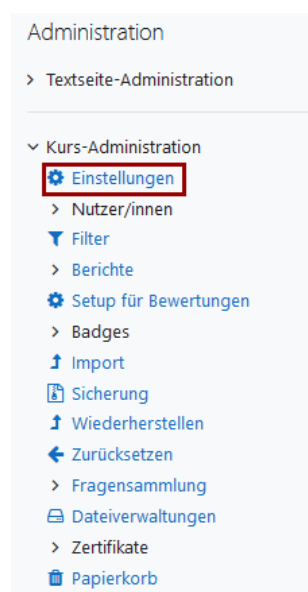 Administration
Textseite-Administration
Kurs-Administration
Einstellungen
Nutzer/innen
Filter
Berichte
Setup für Bewertungen
Badges
Import
Sicherung
Wiederherstellen
Zurücksetzen
Fragensammlung
Dateiverwaltungen
Zertifikate
Papierkorb